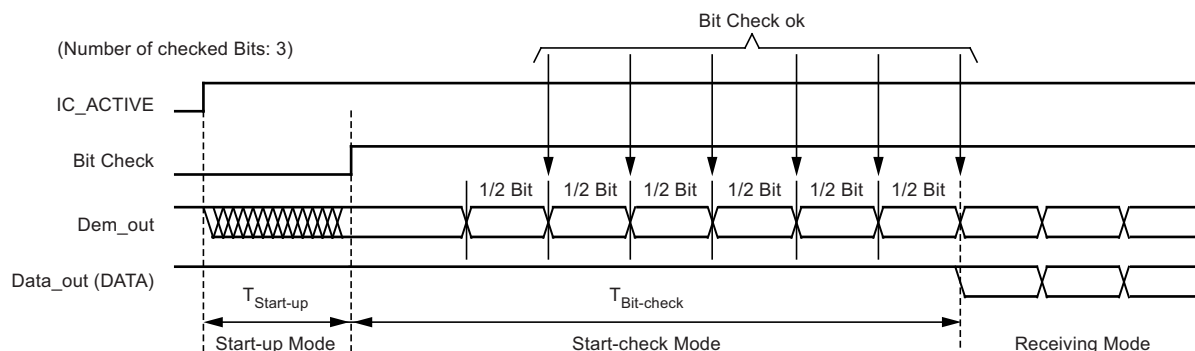 Bit Check ok
(Number of checked Bits: 3)
IC_ACTIVE
Bit Check
1/2 Bit 1/2 Bit 1/2 Bit 1/2 Bit 1/2 Bit 1/2 Bit
Dem_out
Data_out (DATA)
TStart-up TBit-check
Start-up Mode Start-check Mode Receiving Mode